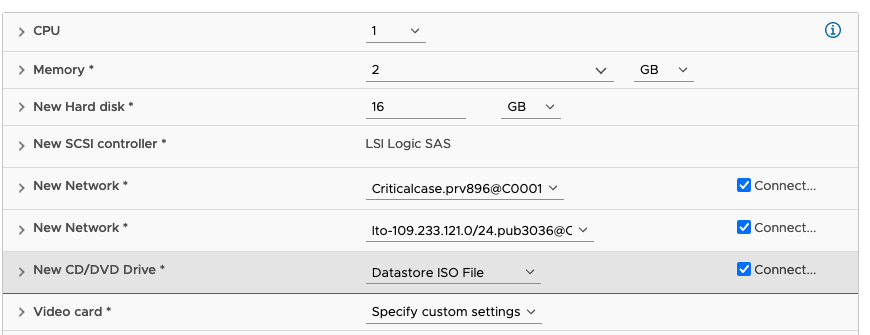 CPU 1
Memory * 2 GB
New Hard disk * 16 GB
New SCSI controller * LSI Logic SAS
New Network * Criticalcase.prv896@C0001 Connect...
New Network * Ito-109.233.121.0/24.pub3036@C Connect...
New CD/DVD Drive * Datastore ISO File Connect...
Video card * Specify custom settings